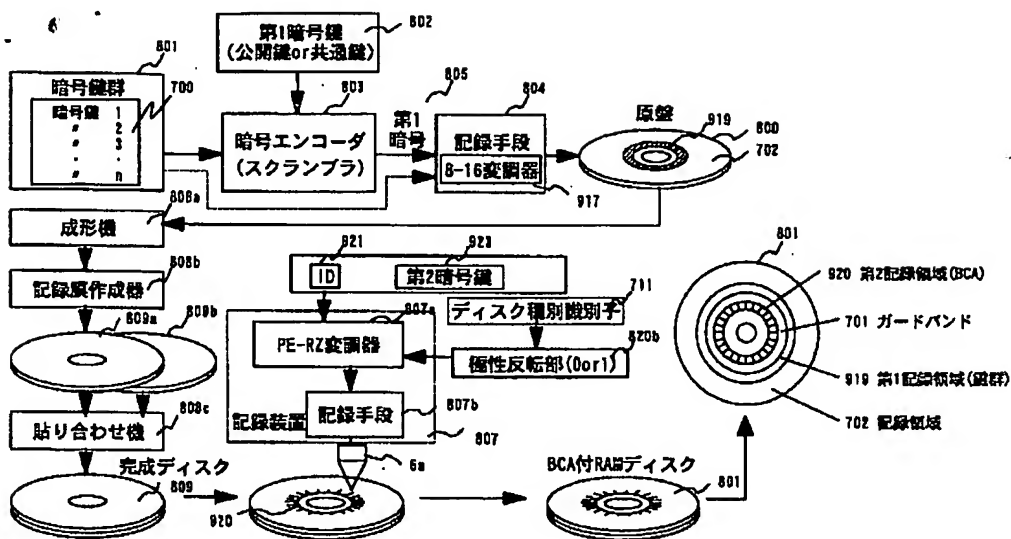 801
暗号鍵群
700
暗号鍵 1
〃 2
〃 3
・ ・
〃 n
802
第1暗号鍵
(公開鍵or共通鍵)
803
暗号エンコーダ
(スクランブラ)
第1
暗号
805
804
記録手段
8-16変調器
917
原盤
919
800
702
808a
成形機
808b
記録膜作成器
809a
809b
808c
貼り合わせ機
完成ディスク
809
921
923
ID
第2暗号鍵
711
ディスク種別識別子
807a
PE-RZ変調器
820b
極性反転部(0or1)
記録手段
807b
記録装置
807
6a
920
BCA付RAMディスク
801
801
920 第2記録領域(BCA)
701 ガードバンド
919 第1記録領域(鍵群)
702 記録領域